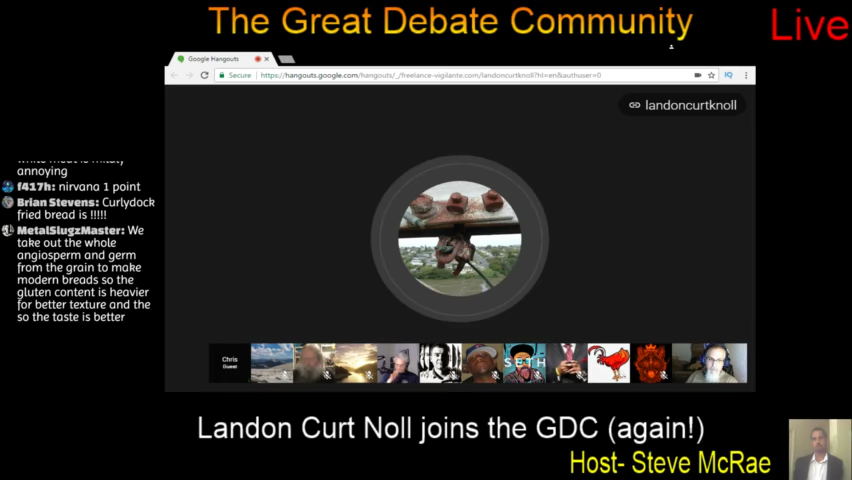 The Great Debate Community
Live
Google Hangouts
Secure
https://hangouts.google.com/hangouts/_/freelance-vigilante.com/landoncurtknoll?hl=en&authuser=0
landoncurtknoll
annoying
f417h: nirvana 1 point
Brian Stevens: Curlydock
fried bread is !!!!!
MetalSlugzMaster: We
take out the whole
angiosperm and germ
from the grain to make
modern breads so the
gluten content is heavier
for better texture and the
so the taste is better
Chris
Guest
SETH
Landon Curt Noll joins the GDC (again!)
Host- Steve McRae